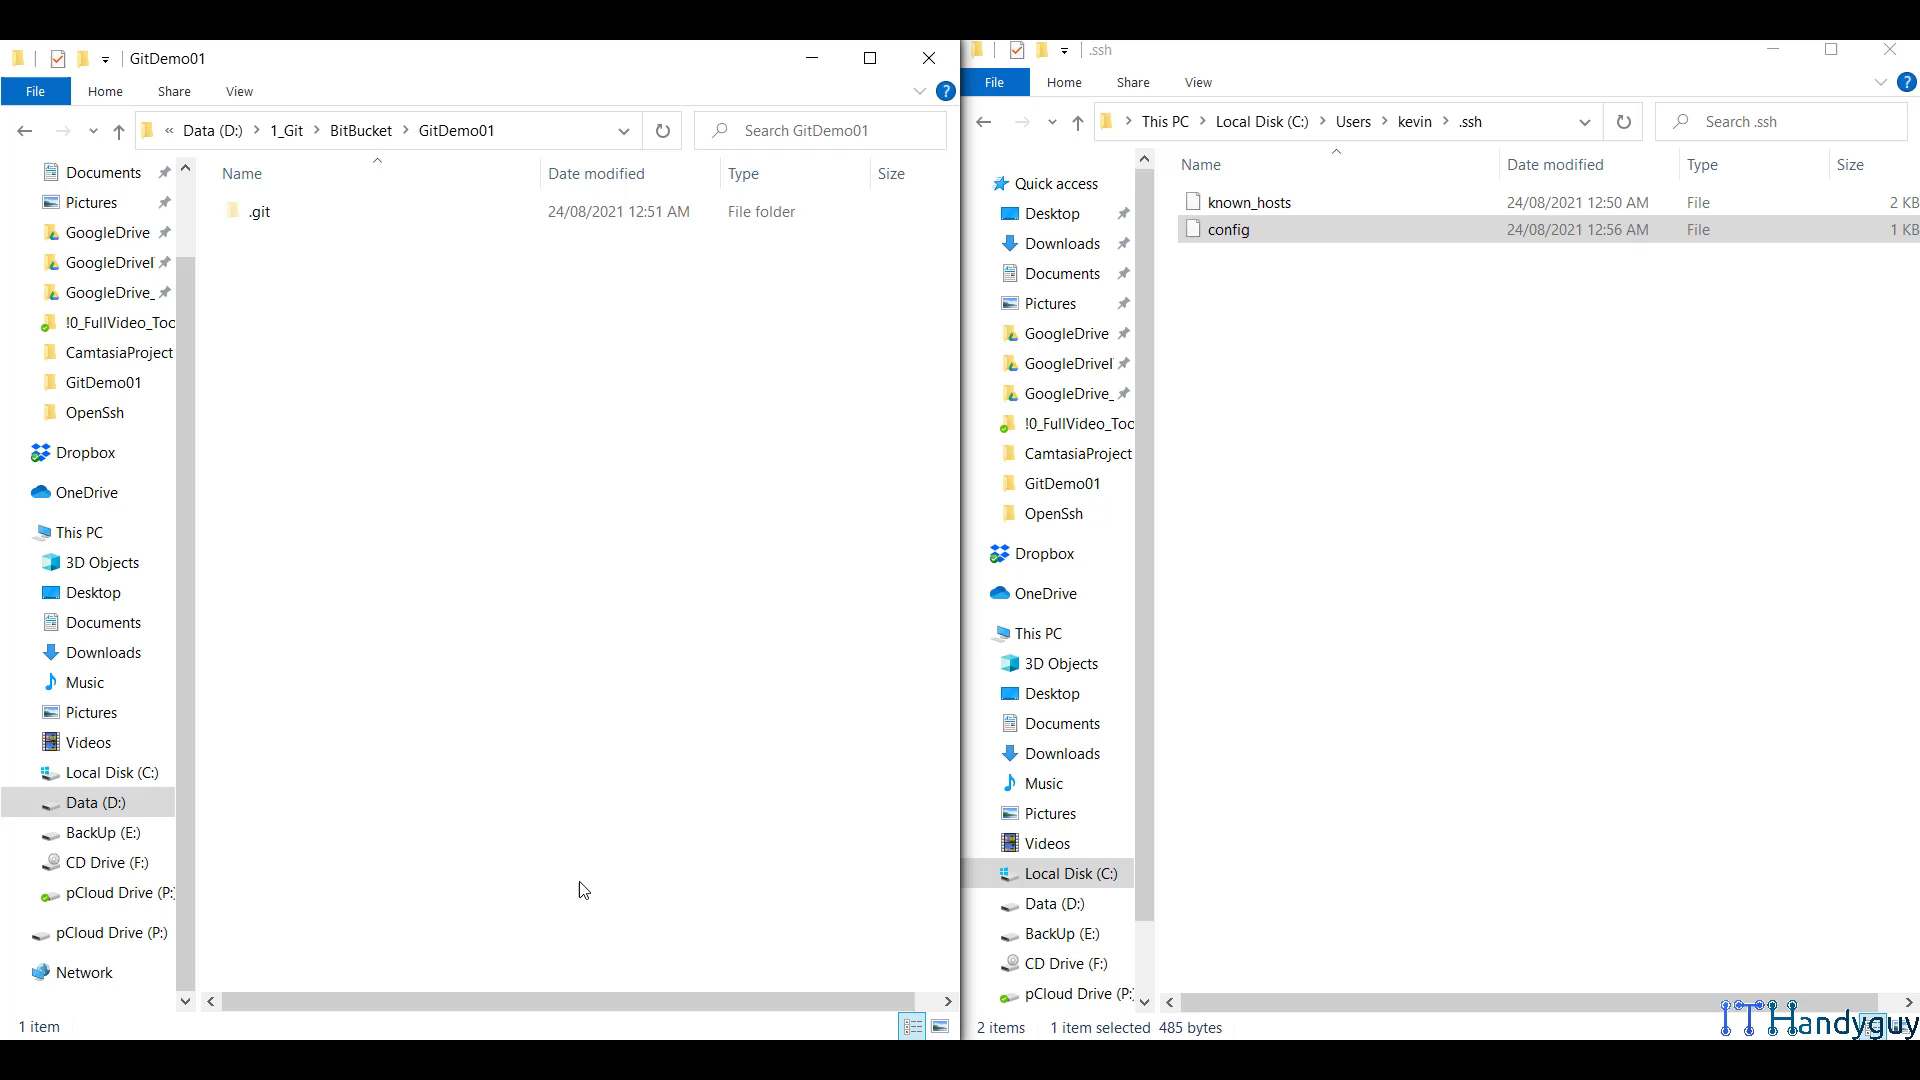 GitDemo01
File Home Share View
« Data (D:) > 1_Git > BitBucket > GitDemo01
Search GitDemo01
Name Date modified Type Size
.git 24/08/2021 12:51 AM File folder
Documents
Pictures
GoogleDrive
GoogleDriveI
GoogleDrive_
!0_FullVideo_Too
CamtasiaProject
GitDemo01
OpenSsh
Dropbox
OneDrive
This PC
3D Objects
Desktop
Documents
Downloads
Music
Pictures
Videos
Local Disk (C:)
Data (D:)
BackUp (E:)
CD Drive (F:)
pCloud Drive (P:)
pCloud Drive (P:)
Network
1 item
.ssh
File Home Share View
> This PC > Local Disk (C:) > Users > kevin > .ssh
Search .ssh
Name Date modified Type Size
known_hosts 24/08/2021 12:50 AM File 2 KB
config 24/08/2021 12:56 AM File 1 KB
Quick access
Desktop
Downloads
Documents
Pictures
GoogleDrive
GoogleDriveI
GoogleDrive_
!0_FullVideo_Too
CamtasiaProject
GitDemo01
OpenSsh
Dropbox
OneDrive
This PC
3D Objects
Desktop
Documents
Downloads
Music
Pictures
Videos
Local Disk (C:)
Data (D:)
BackUp (E:)
CD Drive (F:)
pCloud Drive (P:)
2 items 1 item selected 485 bytes
IT Handyguy